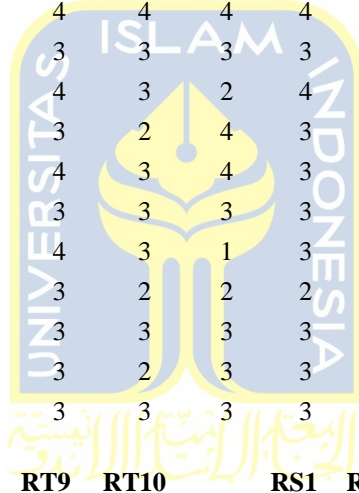 4 4 4 4
ISLAM
3 3 3 3
4 3 2 4
3 2 4 3
4 3 4 3
3 3 3 3
4 3 1 3
3 2 2 2
3 3 3 3
3 2 3 3
3 3 3 3
UNIVERSITAS
INDONESIA
RT9 RT10 RS1